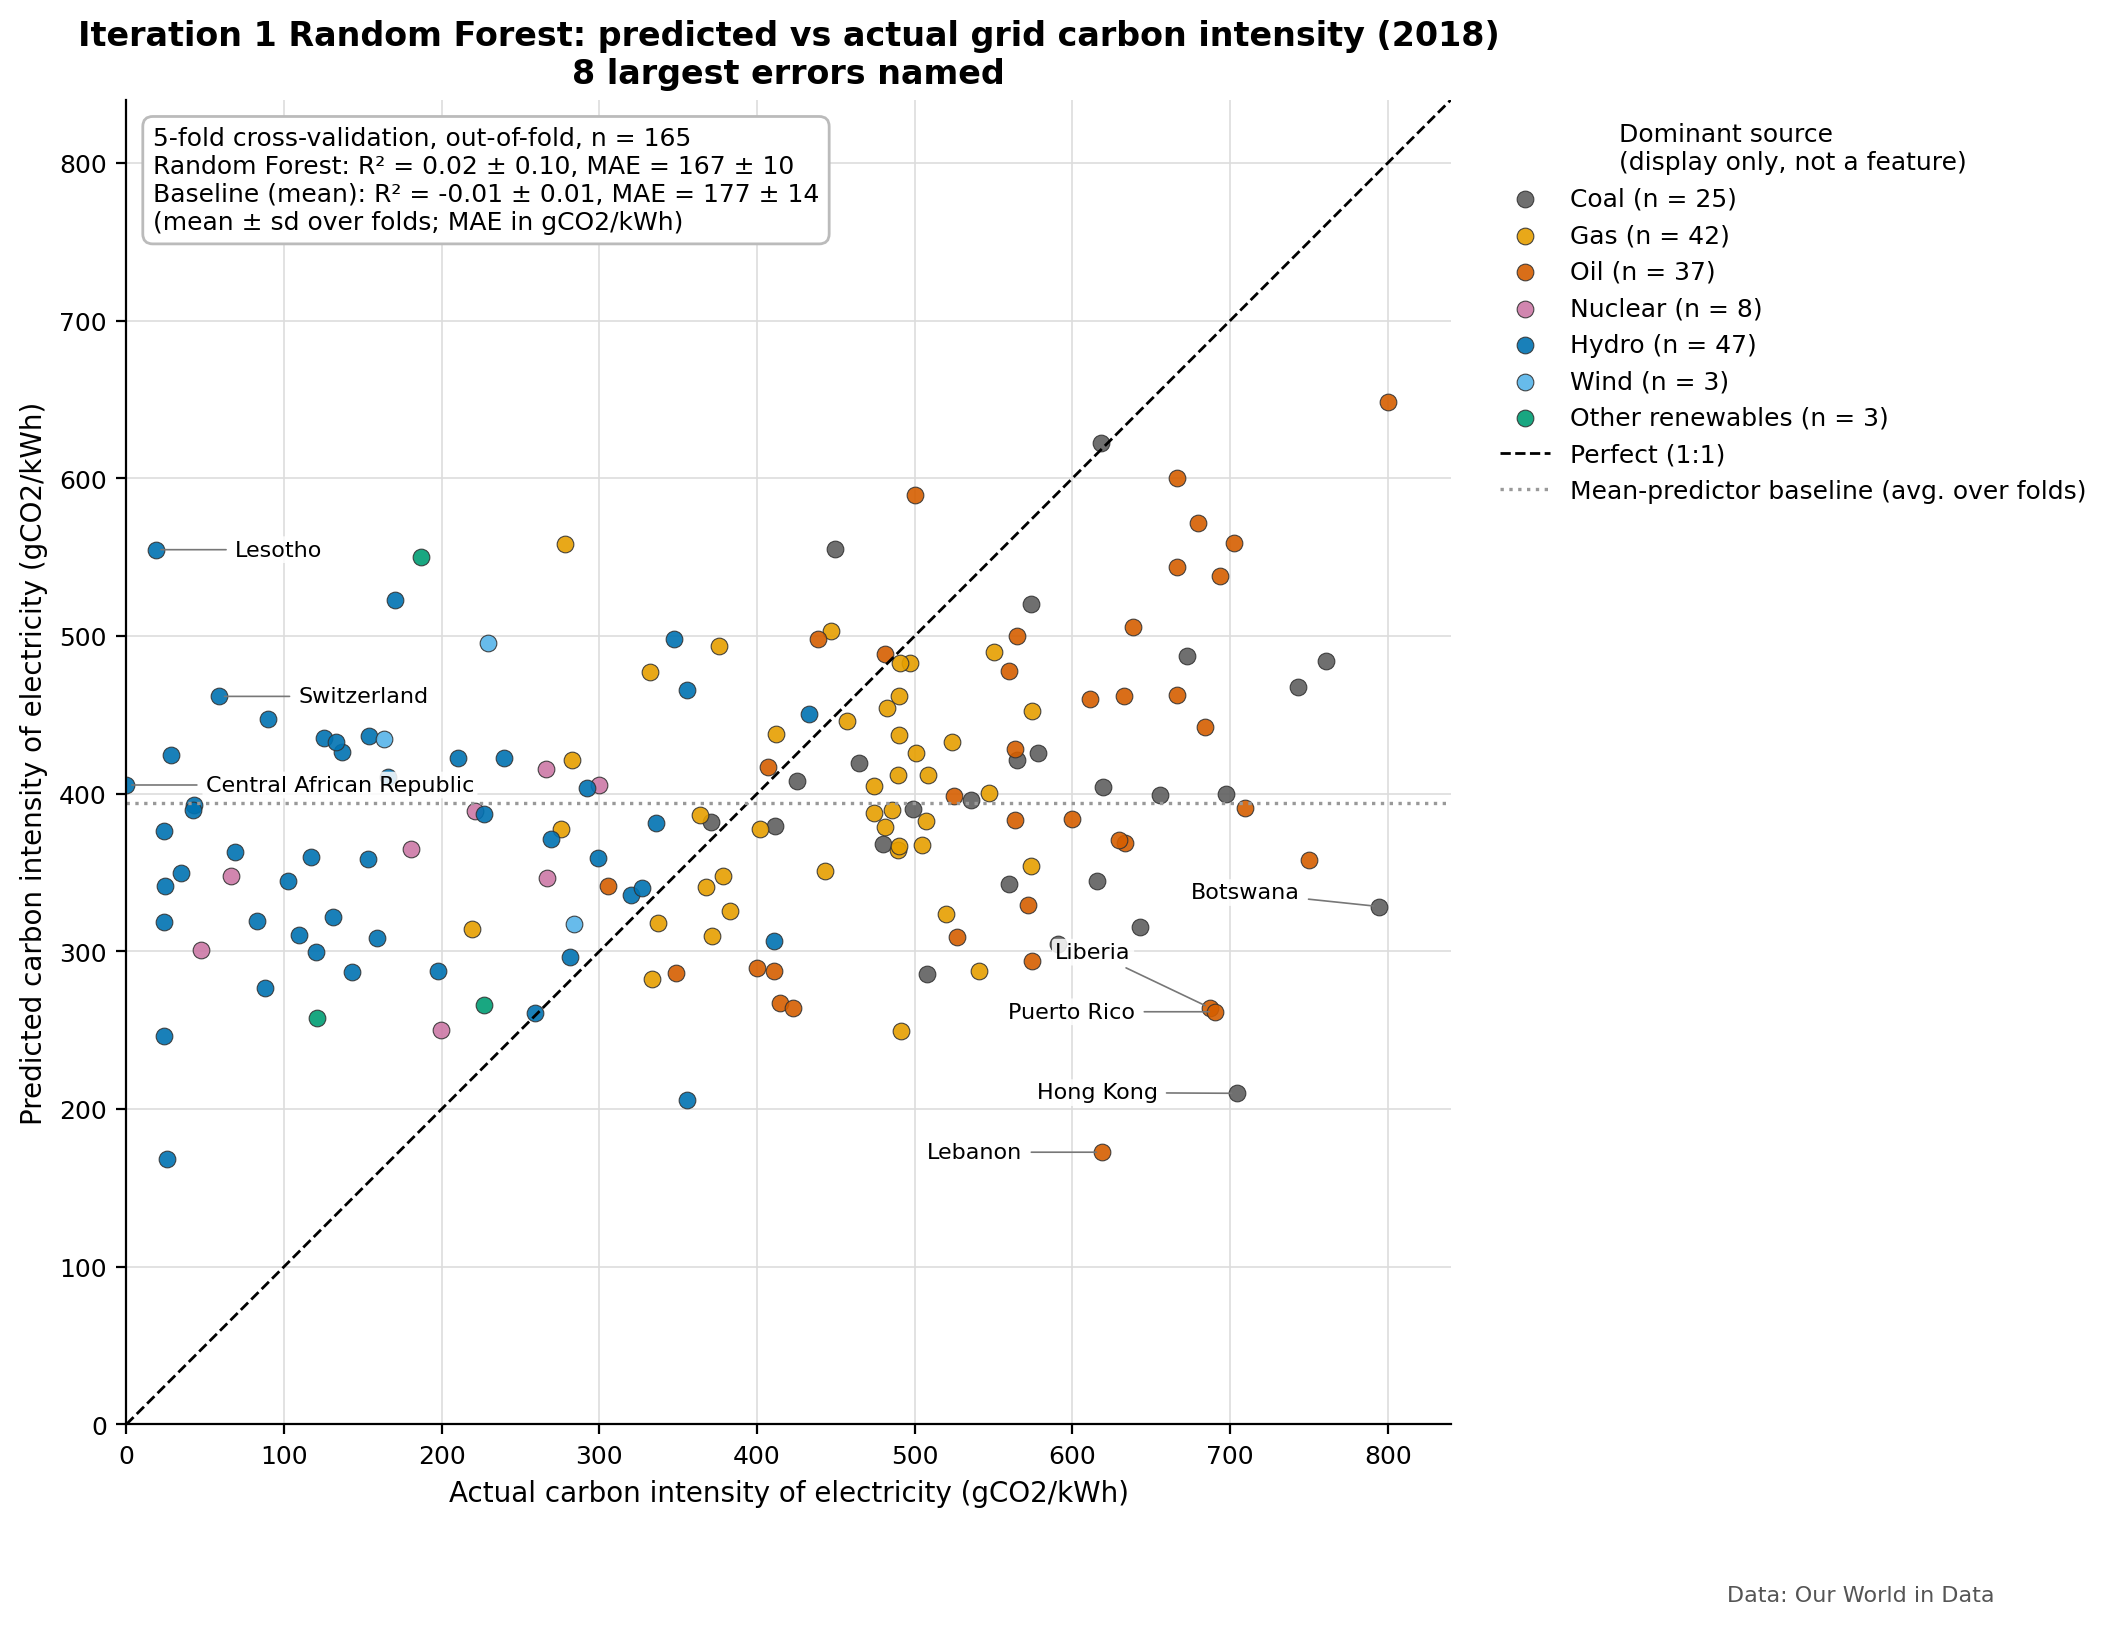 Iteration 1 Random Forest: predicted vs actual grid carbon intensity (2018)
8 largest errors named
5-fold cross-validation, out-of-fold, n = 165
Random Forest: R² = 0.02 ± 0.10, MAE = 167 ± 10
Baseline (mean): R² = -0.01 ± 0.01, MAE = 177 ± 14
(mean ± sd over folds; MAE in gCO2/kWh)
Predicted carbon intensity of electricity (gCO2/kWh)
800
700
600
500
400
300
200
100
0
Lesotho
Switzerland
Central African Republic
Botswana
Liberia
Puerto Rico
Hong Kong
Lebanon
0 100 200 300 400 500 600 700 800
Actual carbon intensity of electricity (gCO2/kWh)
Dominant source
(display only, not a feature)
Coal (n = 25)
Gas (n = 42)
Oil (n = 37)
Nuclear (n = 8)
Hydro (n = 47)
Wind (n = 3)
Other renewables (n = 3)
Perfect (1:1)
Mean-predictor baseline (avg. over folds)
Data: Our World in Data